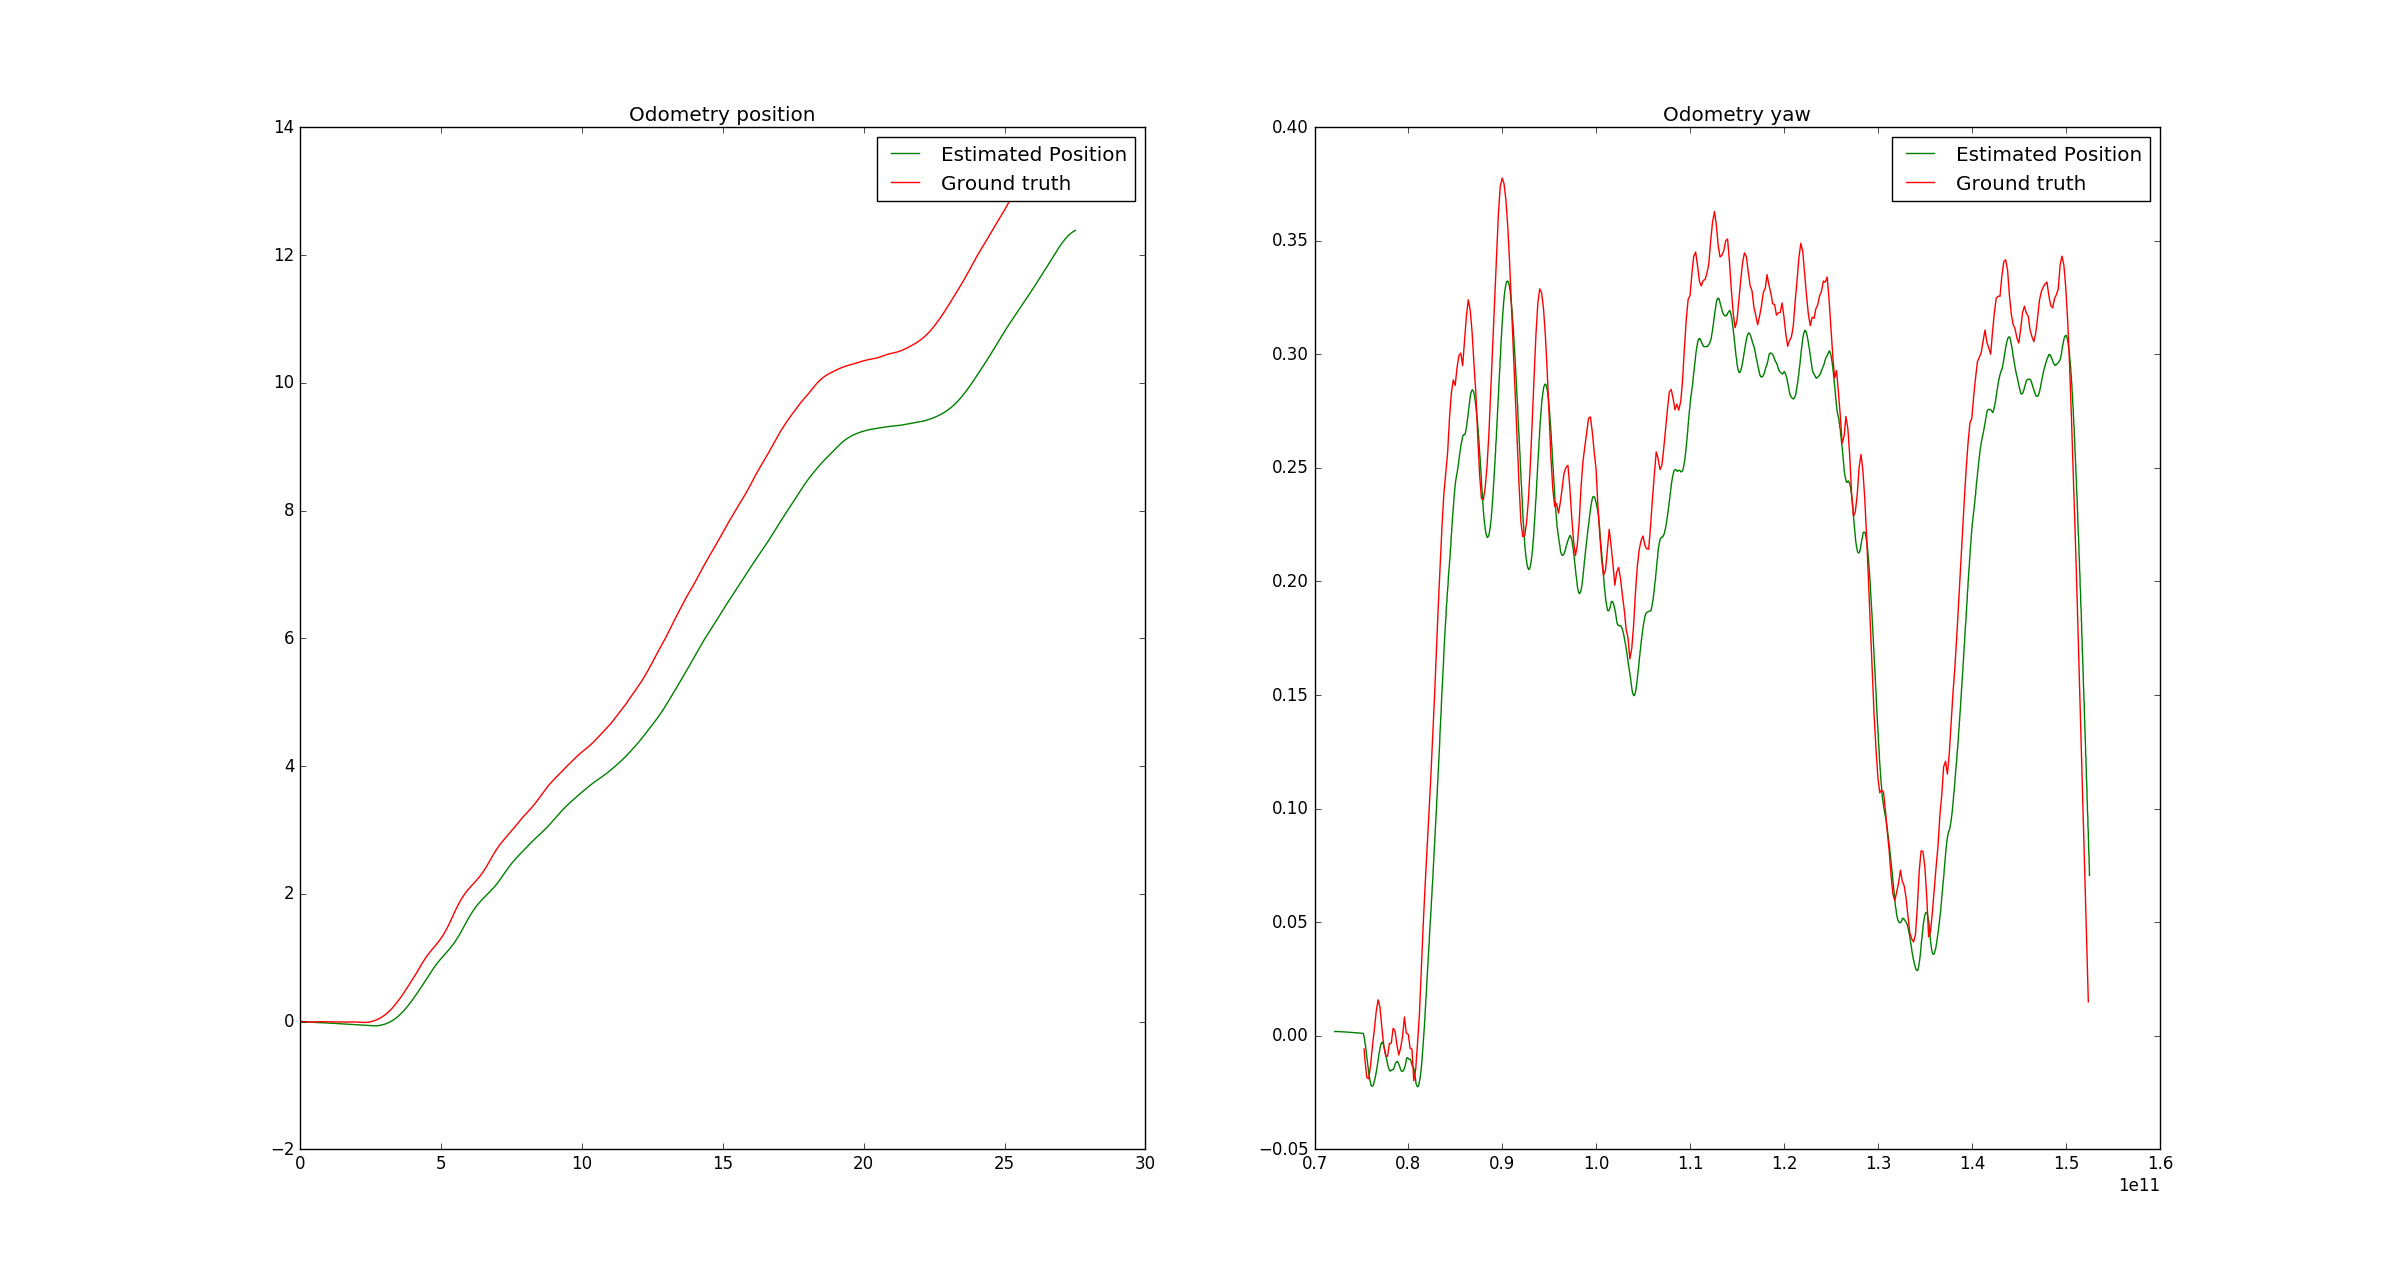 Odometry position
14
12
10
8
6
4
2
0
−2
0 5 10 15 20 25 30
Estimated Position
Ground truth
Odometry yaw
0.40
0.35
0.30
0.25
0.20
0.15
0.10
0.05
0.00
−0.05
0.7 0.8 0.9 1.0 1.1 1.2 1.3 1.4 1.5 1.6
1e11
Estimated Position
Ground truth